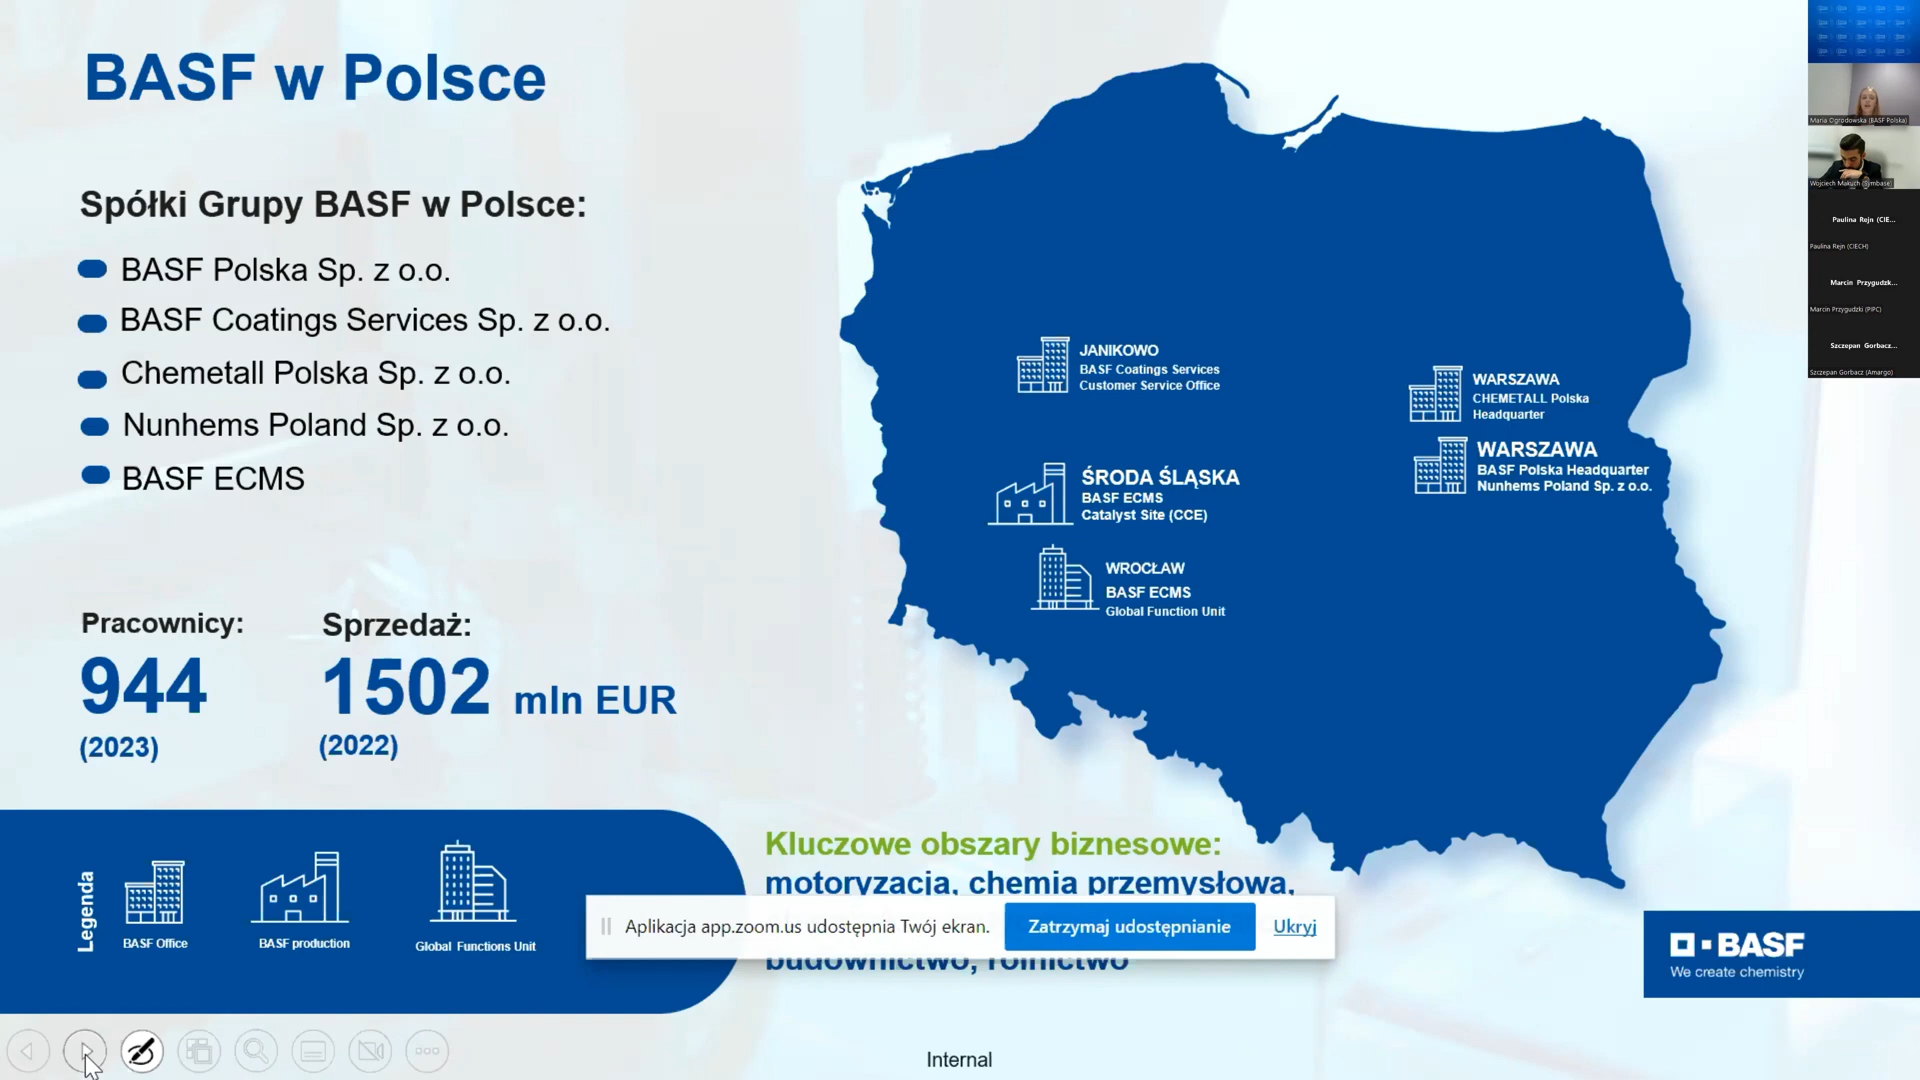 BASF w Polsce
Spółki Grupy BASF w Polsce:
BASF Polska Sp. z o.o.
BASF Coatings Services Sp. z o.o.
Chemetall Polska Sp. z o.o.
Nunhems Poland Sp. z o.o.
BASF ECMS
Pracownicy:
944
(2023)
Sprzedaż:
1502 mln EUR
(2022)
JANIKOWO
BASF Coatings Services
Customer Service Office
WARSZAWA
CHEMETALL Polska
Headquarter
WARSZAWA
BASF Polska Headquarter
Nunhems Poland Sp. z o.o.
ŚRODA ŚLĄSKA
BASF ECMS
Catalyst Site (CCE)
WROCŁAW
BASF ECMS
Global Function Unit
Legenda
BASF Office
BASF production
Global Functions Unit
Kluczowe obszary biznesowe:
motoryzacja, chemia przemysłowa,
budownictwo, rolnictwo
Aplikacja app.zoom.us udostępnia Twój ekran.
Zatrzymaj udostępnianie
Ukryj
BASF
We create chemistry
Internal
Maria Ogrodowska (BASF Polska)
Wojciech Makuch (Symbase)
Paulina Rejn (CIE...
Paulina Rejn (CIECH)
Marcin Przygudzk...
Marcin Przygudzki (PIPC)
Szczepan Gorbacz...
Szczepan Gorbacz (Amargo)